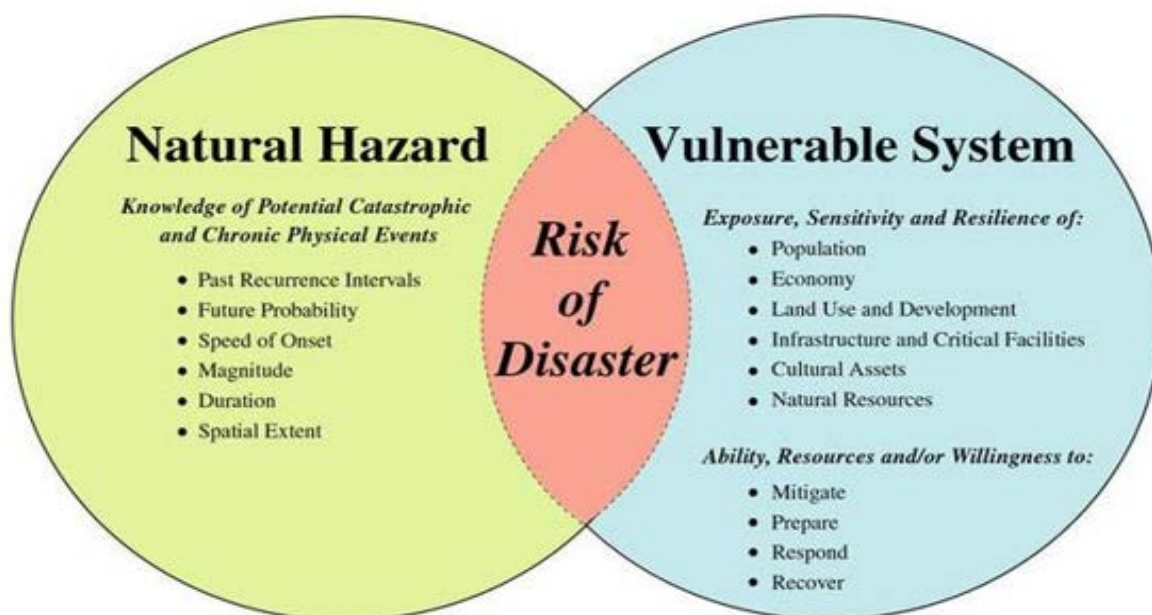 Natural Hazard
Knowledge of Potential Catastrophic
and Chronic Physical Events
• Past Recurrence Intervals
• Future Probability
• Speed of Onset
• Magnitude
• Duration
• Spatial Extent
Risk
of
Disaster
Vulnerable System
Exposure, Sensitivity and Resilience of:
• Population
• Economy
• Land Use and Development
• Infrastructure and Critical Facilities
• Cultural Assets
• Natural Resources
Ability, Resources and/or Willingness to:
• Mitigate
• Prepare
• Respond
• Recover